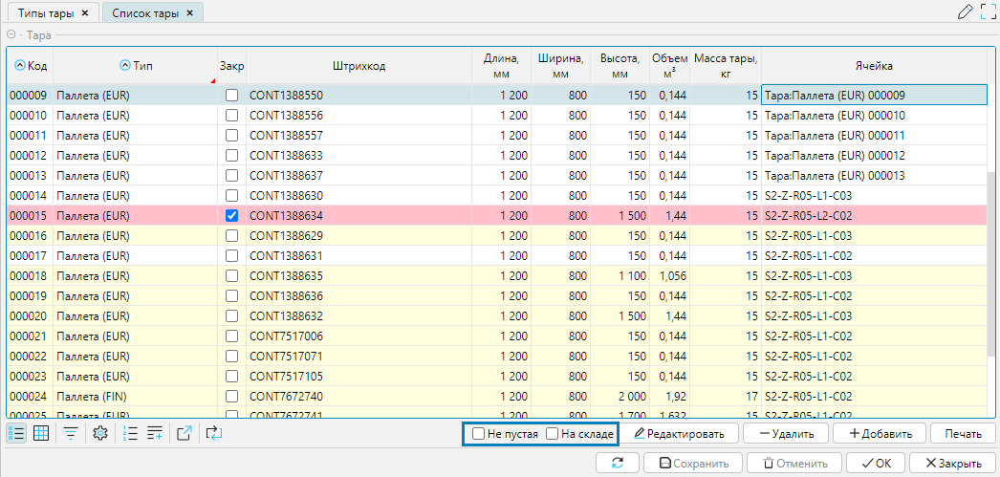 Типы тары × Список тары ×
Тара
Код Тип Закр Штрихкод Длина, мм Ширина, мм Высота, мм Объем м³ Масса тары, кг Ячейка
000009 Паллета (EUR) CONT1388550 1 200 800 150 0,144 15 Тара:Паллета (EUR) 000009
000010 Паллета (EUR) CONT1388556 1 200 800 150 0,144 15 Тара:Паллета (EUR) 000010
000011 Паллета (EUR) CONT1388557 1 200 800 150 0,144 15 Тара:Паллета (EUR) 000011
000012 Паллета (EUR) CONT1388633 1 200 800 150 0,144 15 Тара:Паллета (EUR) 000012
000013 Паллета (EUR) CONT1388637 1 200 800 150 0,144 15 Тара:Паллета (EUR) 000013
000014 Паллета (EUR) CONT1388630 1 200 800 150 0,144 15 S2-Z-R05-L1-C03
000015 Паллета (EUR) CONT1388634 1 200 800 1 500 1,44 15 S2-Z-R05-L2-C02
000016 Паллета (EUR) CONT1388629 1 200 800 150 0,144 15 S2-Z-R05-L1-C03
000017 Паллета (EUR) CONT1388631 1 200 800 150 0,144 15 S2-Z-R05-L1-C02
000018 Паллета (EUR) CONT1388635 1 200 800 1 100 1,056 15 S2-Z-R05-L1-C03
000019 Паллета (EUR) CONT1388636 1 200 800 150 0,144 15 S2-Z-R05-L1-C02
000020 Паллета (EUR) CONT1388632 1 200 800 1 500 1,44 15 S2-Z-R05-L1-C03
000021 Паллета (EUR) CONT7517006 1 200 800 150 0,144 15 S2-Z-R05-L1-C02
000022 Паллета (EUR) CONT7517071 1 200 800 150 0,144 15 S2-Z-R05-L1-C02
000023 Паллета (EUR) CONT7517105 1 200 800 150 0,144 15 S2-Z-R05-L1-C02
000024 Паллета (FIN) CONT7672740 1 200 800 2 000 1,92 17 S2-Z-R05-L1-C02
000025 Паллета (EUR) CONT7672741 1 200 800 1 700 1,632 15 S2-Z-R05-L1-C02
Не пустая На складе Редактировать Удалить Добавить Печать
Сохранить Отменить OK Закрыть